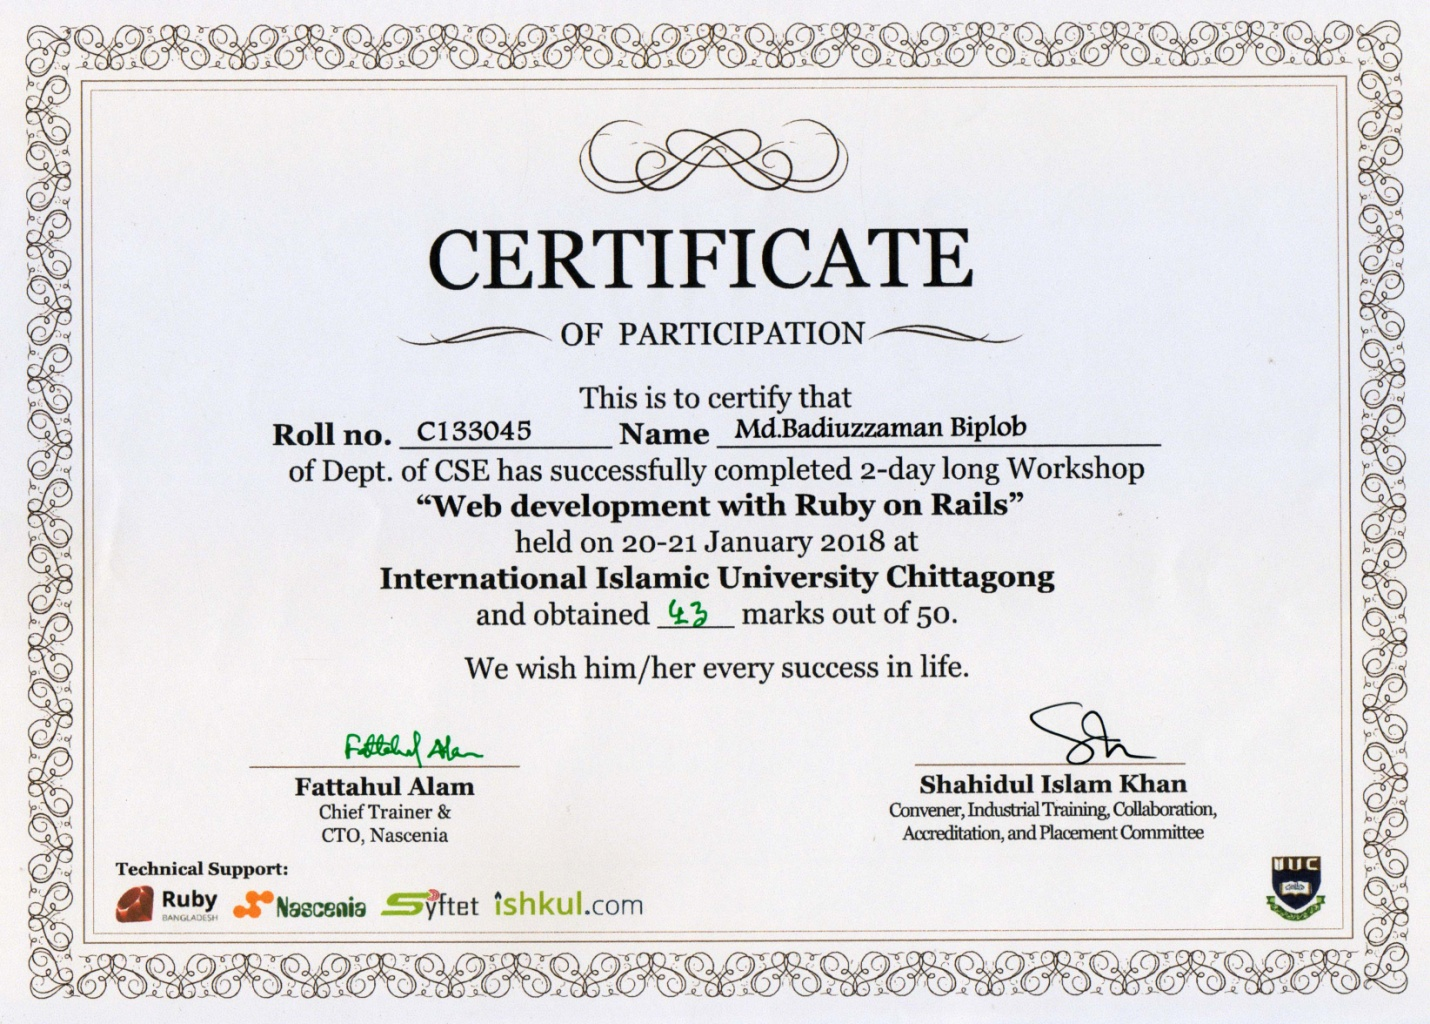 CERTIFICATE
OF PARTICIPATION
This is to certify that
Roll no. C133045 Name Md.Badiuzzaman Biplob
of Dept. of CSE has successfully completed 2-day long Workshop
“Web development with Ruby on Rails”
held on 20-21 January 2018 at
International Islamic University Chittagong
and obtained 43 marks out of 50.
We wish him/her every success in life.
Fattahul Alam
Fattahul Alam
Chief Trainer &
CTO, Nascenia
Shahidul Islam Khan
Convener, Industrial Training, Collaboration,
Accreditation, and Placement Committee
Technical Support:
Ruby
BANGLADESH
Nascenia
Syftet
ishkul.com
IIUC